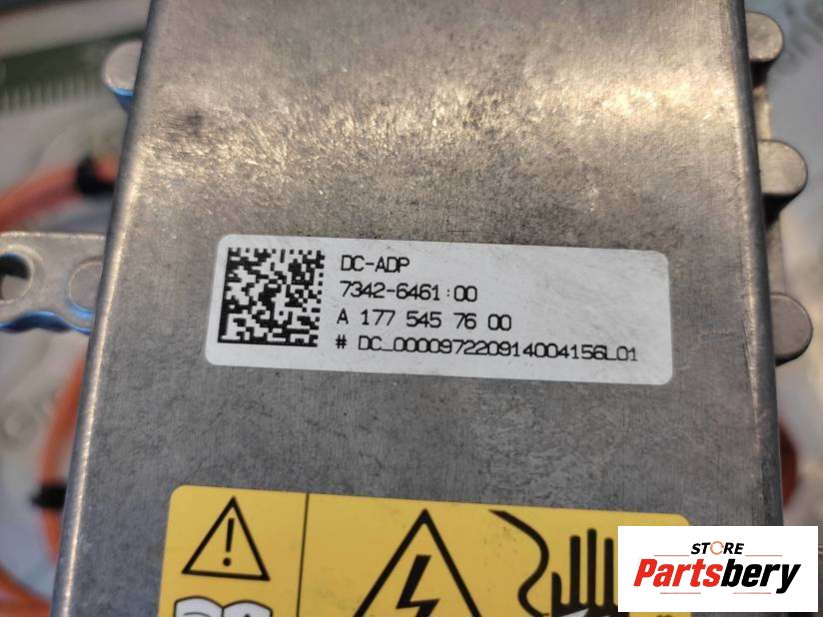 DC-ADP
7342-6461:00
A 177 545 76 00
# DC_000097220914004156L01
STORE
Partsbery